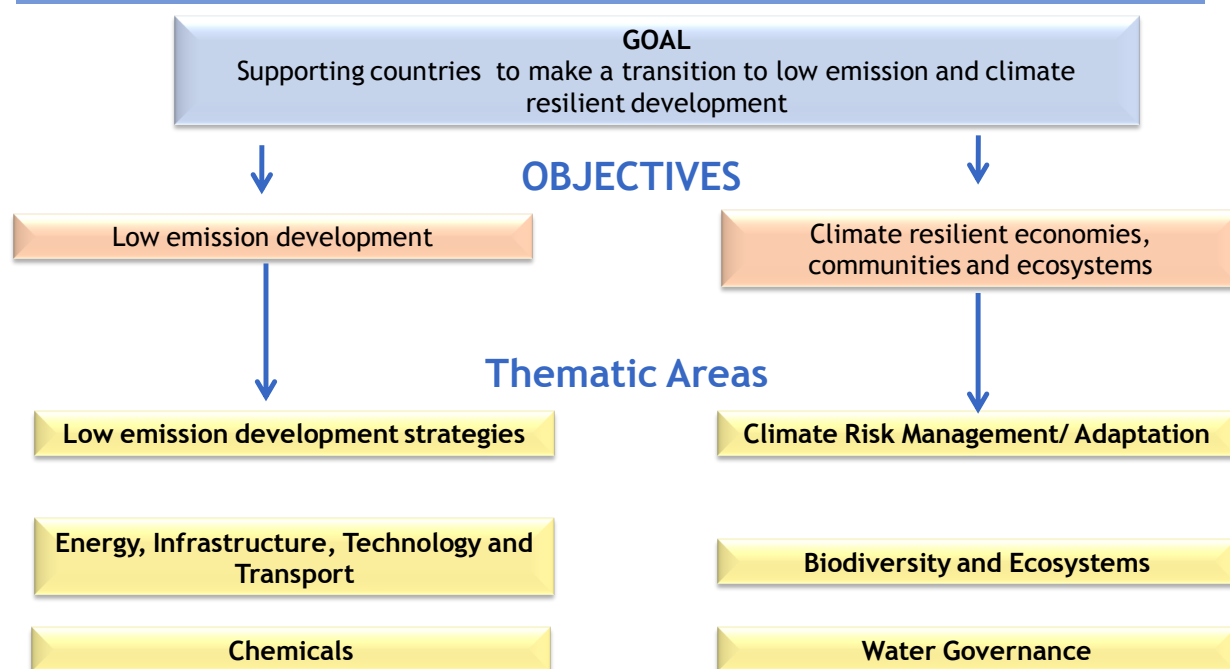 GOAL
Supporting countries to make a transition to low emission and climate
resilient development
OBJECTIVES
Low emission development
Climate resilient economies,
communities and ecosystems
Thematic Areas
Low emission development strategies
Climate Risk Management/ Adaptation
Energy, Infrastructure, Technology and
Transport
Biodiversity and Ecosystems
Chemicals
Water Governance